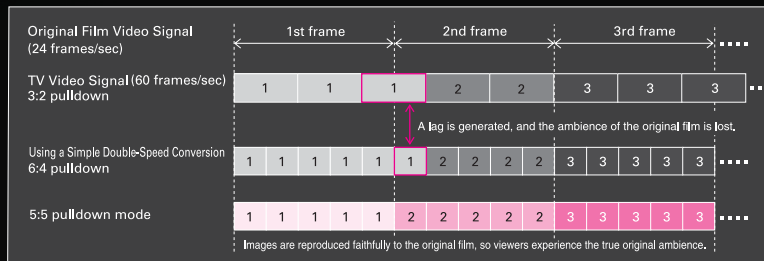 1st frame 2nd frame 3rd frame
Original Film Video Signal
(24 frames/sec)
TV Video Signal (60 frames/sec)
3:2 pulldown
1 1 1 2 2 3 3 3
A lag is generated, and the ambience of the original film is lost.
Using a Simple Double-Speed Conversion
6:4 pulldown
1 1 1 1 1 1 2 2 2 2 3 3 3 3 3
5:5 pulldown mode
1 1 1 1 1 2 2 2 2 2 3 3 3 3 3
Images are reproduced faithfully to the original film, so viewers experience the true original ambience.